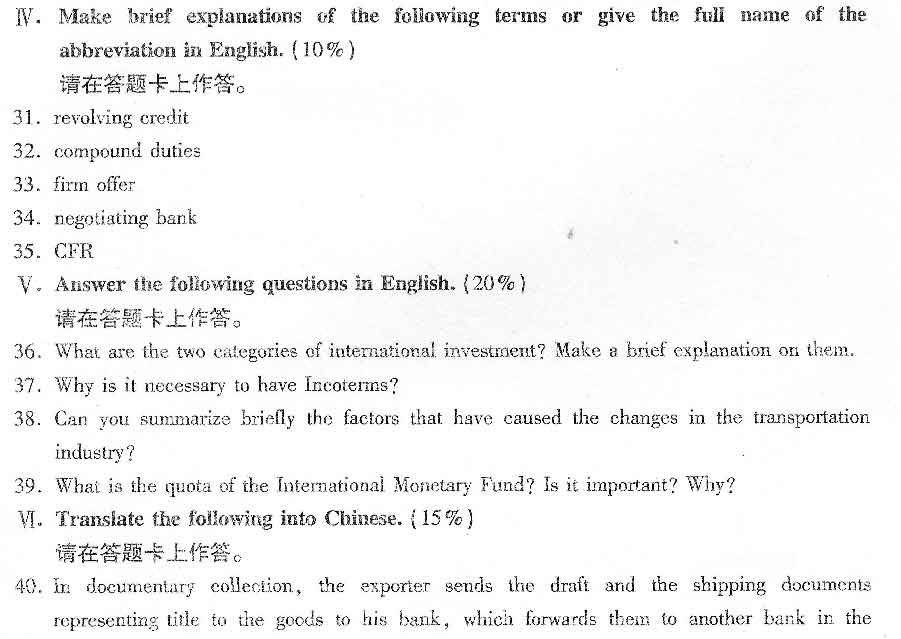 Ⅳ. Make brief explanations of the following terms or give the full name of the
abbreviation in English. (10%)
请在答题卡上作答。
31. revolving credit
32. compound duties
33. firm offer
34. negotiating bank
35. CFR
Ⅴ. Answer the following questions in English. (20%)
请在答题卡上作答。
36. What are the two categories of international investment? Make a brief explanation on them.
37. Why is it necessary to have Incoterms?
38. Can you summarize briefly the factors that have caused the changes in the transportation
industry?
39. What is the quota of the International Monetary Fund? Is it important? Why?
Ⅵ. Translate the following into Chinese. (15%)
请在答题卡上作答。
40. In documentary collection, the exporter sends the draft and the shipping documents
representing title to the goods to his bank, which forwards them to another bank in the